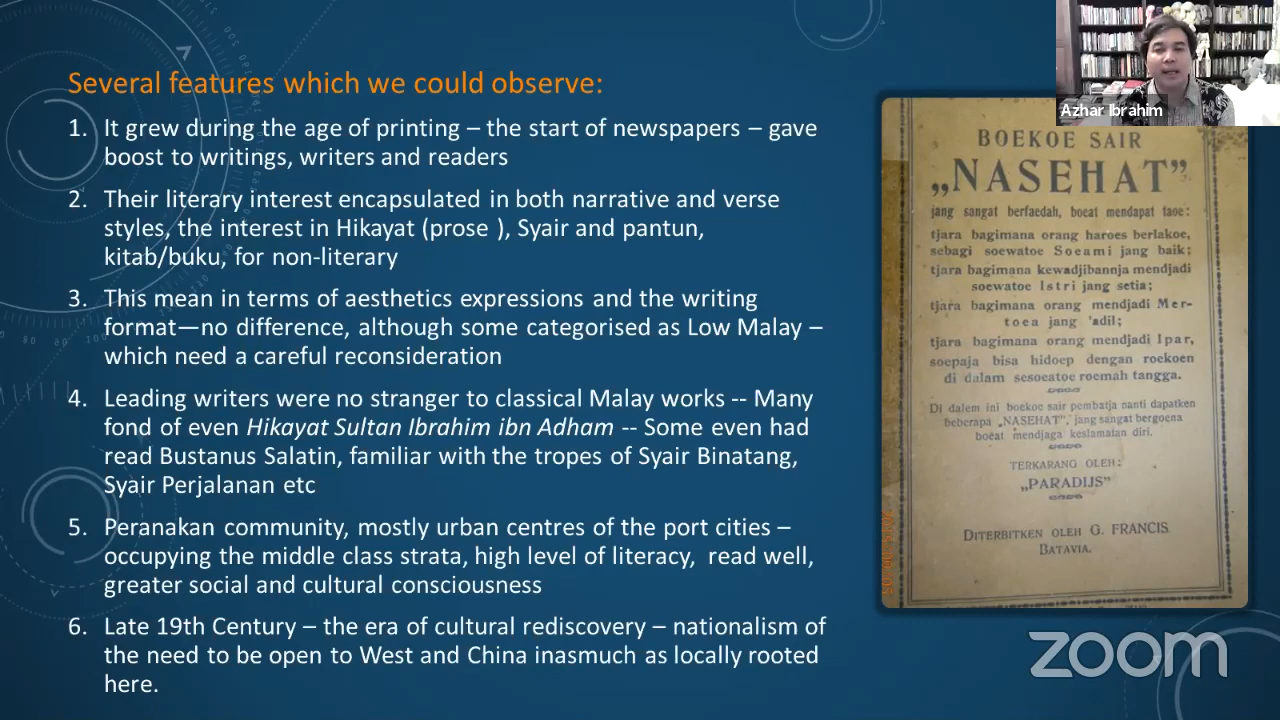 Several features which we could observe:
1. It grew during the age of printing – the start of newspapers – gave
boost to writings, writers and readers
2. Their literary interest encapsulated in both narrative and verse
styles, the interest in Hikayat (prose ), Syair and pantun,
kitab/buku, for non-literary
3. This mean in terms of aesthetics expressions and the writing
format—no difference, although some categorised as Low Malay –
which need a careful reconsideration
4. Leading writers were no stranger to classical Malay works -- Many
fond of even Hikayat Sultan Ibrahim ibn Adham -- Some even had
read Bustanus Salatin, familiar with the tropes of Syair Binatang,
Syair Perjalanan etc
5. Peranakan community, mostly urban centres of the port cities –
occupying the middle class strata, high level of literacy, read well,
greater social and cultural consciousness
6. Late 19th Century – the era of cultural rediscovery – nationalism of
the need to be open to West and China inasmuch as locally rooted
here.
Azhar Ibrahim
BOEKOE SAIR
„NASEHAT"
jang sangat berfaedah, boeat mendapat taoe:
tjara bagimana orang haroes berlakoe,
sebagi soewatoe Soeami jang baik;
tjara bagimana kewadjibannja mendjadi
soewatoe Istri jang setia;
tjara bagimana orang mendjadi Mer-
toea jang 'adil;
tjara bagimana orang mendjadi Ipar,
soepaja bisa hidoep dengan roekoen
di dalam sesoeatoe roemah tangga.
Di dalem ini boekoe sair pembatja nanti dapatken
beberapa „NASEHAT", jang sangat bergoena
boeat mendjaga keslamatan diri.
TERKARANG OLEH:
„PARADIJS"
DITERBITKEN OLEH G. FRANCIS
BATAVIA.
zoom